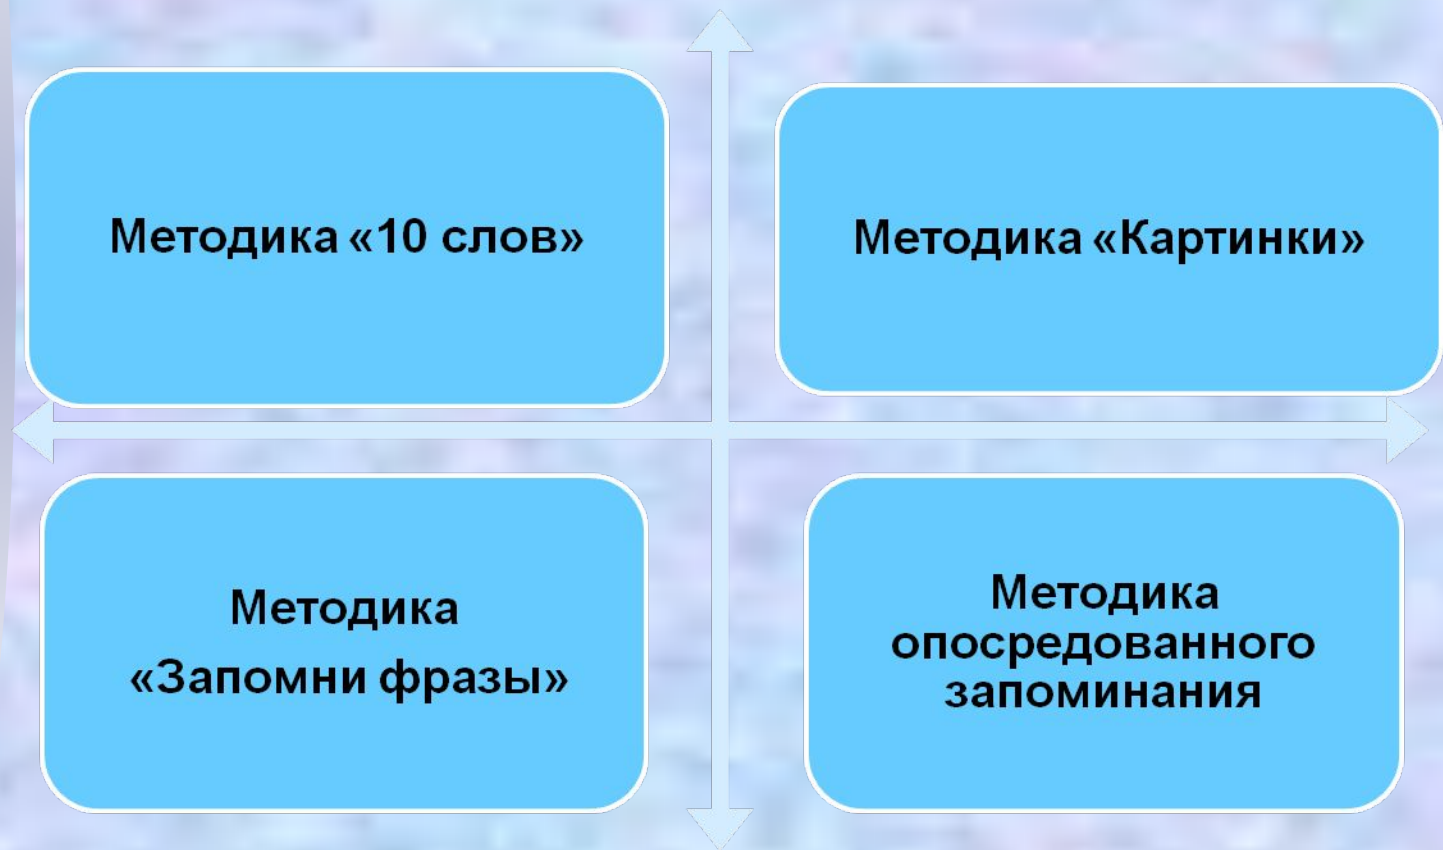 Методика «10 слов»
Методика «Картинки»
Методика
«Запомни фразы»
Методика
опосредованного
запоминания